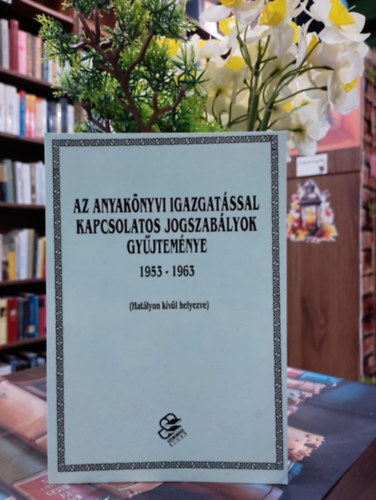 AZ ANYAKÖNYVI IGAZGATÁSSAL
KAPCSOLATOS JOGSZABÁLYOK
GYŰJTEMÉNYE
1953 - 1963
(Hatályon kívül helyezve)